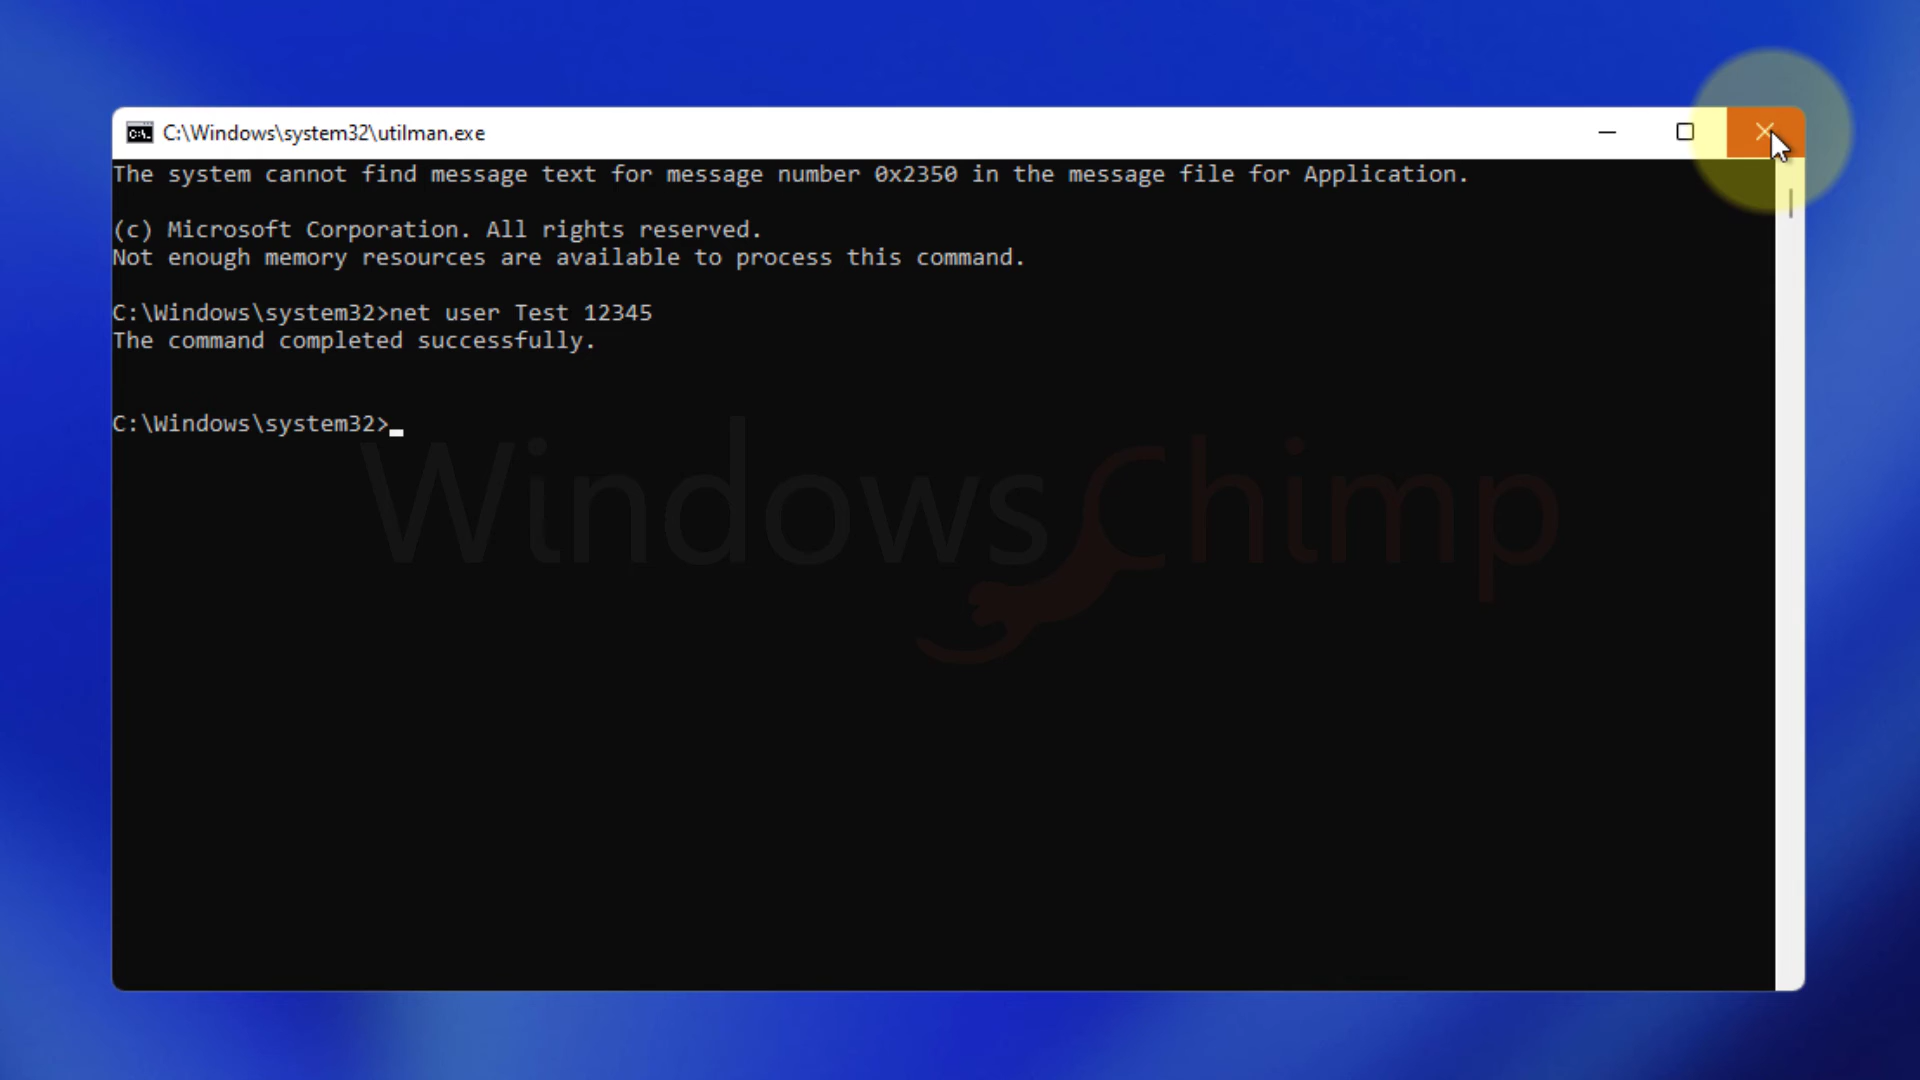 C:\Windows\system32\utilman.exe
The system cannot find message text for message number 0x2350 in the message file for Application.
(c) Microsoft Corporation. All rights reserved.
Not enough memory resources are available to process this command.
C:\Windows\system32>net user Test 12345
The command completed successfully.
C:\Windows\system32>
WindowsChimp